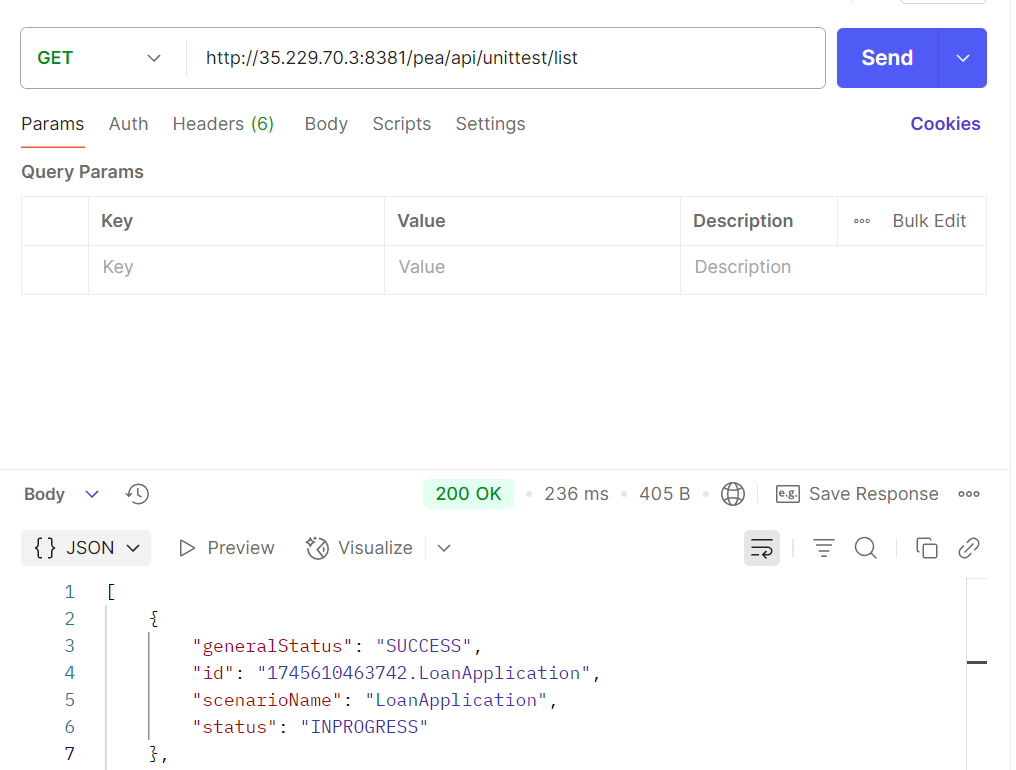 GET http://35.229.70.3:8381/pea/api/unittest/list Send
Params Auth Headers (6) Body Scripts Settings Cookies
Query Params
Key Value Description Bulk Edit
Key Value Description
Body 200 OK 236 ms 405 B e.g. Save Response
{} JSON Preview Visualize
1 [
2 {
3 "generalStatus": "SUCCESS",
4 "id": "1745610463742.LoanApplication",
5 "scenarioName": "LoanApplication",
6 "status": "INPROGRESS"
7 },